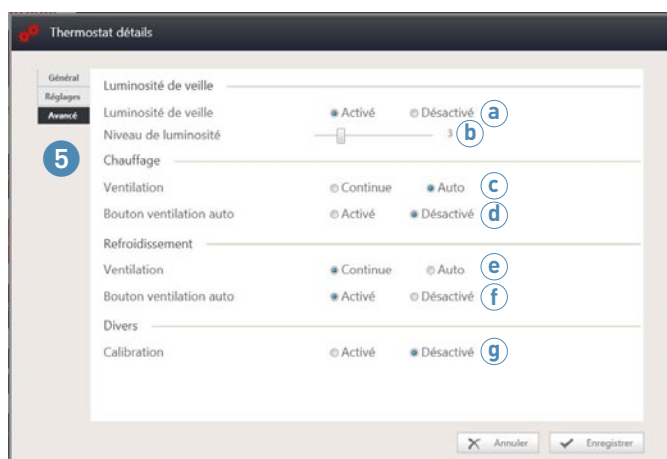 Thermostat détails
Général
Réglages
Avancé
5
Luminosité de veille
Luminosité de veille Activé Désactivé a
Niveau de luminosité 3 b
Chauffage
Ventilation Continue Auto c
Bouton ventilation auto Activé Désactivé d
Refroidissement
Ventilation Continue Auto e
Bouton ventilation auto Activé Désactivé f
Divers
Calibration Activé Désactivé g
Annuler Enregistrer